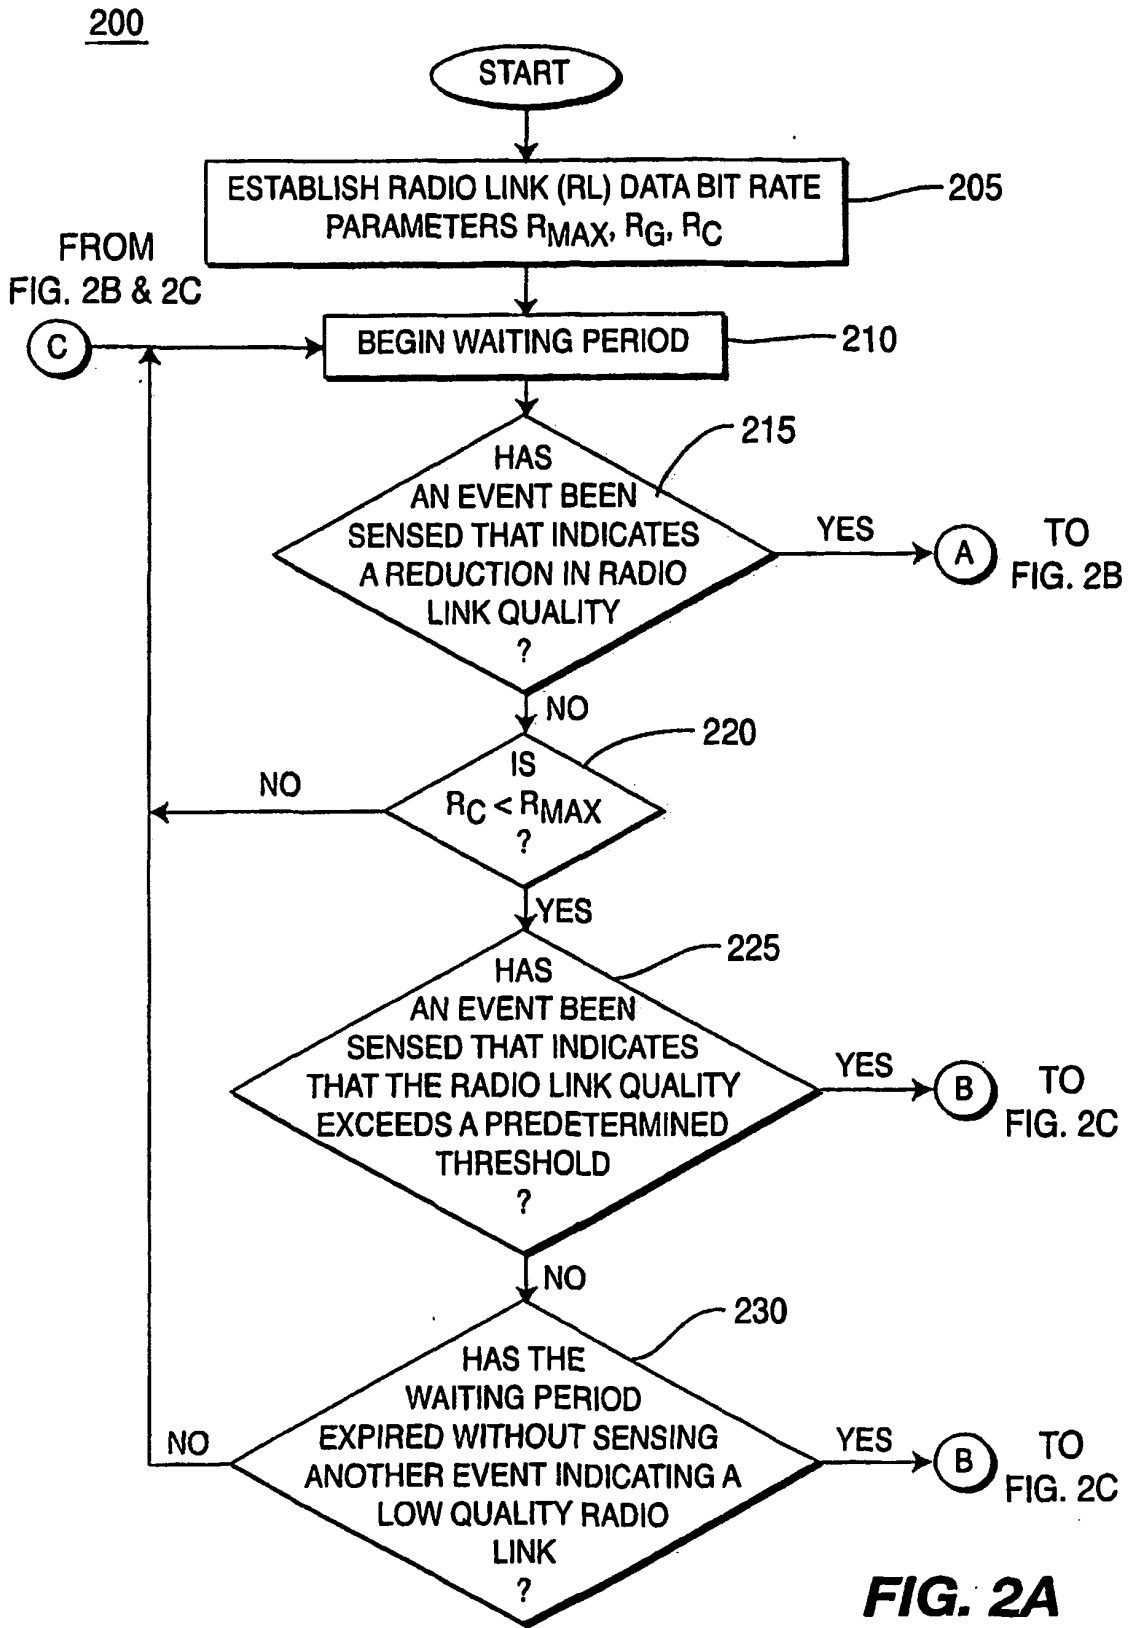 200
START
ESTABLISH RADIO LINK (RL) DATA BIT RATE
PARAMETERS RMAX, RG, RC
205
FROM
FIG. 2B & 2C
C
BEGIN WAITING PERIOD
210
215
HAS
AN EVENT BEEN
SENSED THAT INDICATES
A REDUCTION IN RADIO
LINK QUALITY
?
YES
A
TO
FIG. 2B
NO
220
IS
RC < RMAX
?
NO
YES
225
HAS
AN EVENT BEEN
SENSED THAT INDICATES
THAT THE RADIO LINK QUALITY
EXCEEDS A PREDETERMINED
THRESHOLD
?
YES
B
TO
FIG. 2C
NO
230
HAS THE
WAITING PERIOD
EXPIRED WITHOUT SENSING
ANOTHER EVENT INDICATING A
LOW QUALITY RADIO
LINK
?
NO
YES
B
TO
FIG. 2C
FIG. 2A